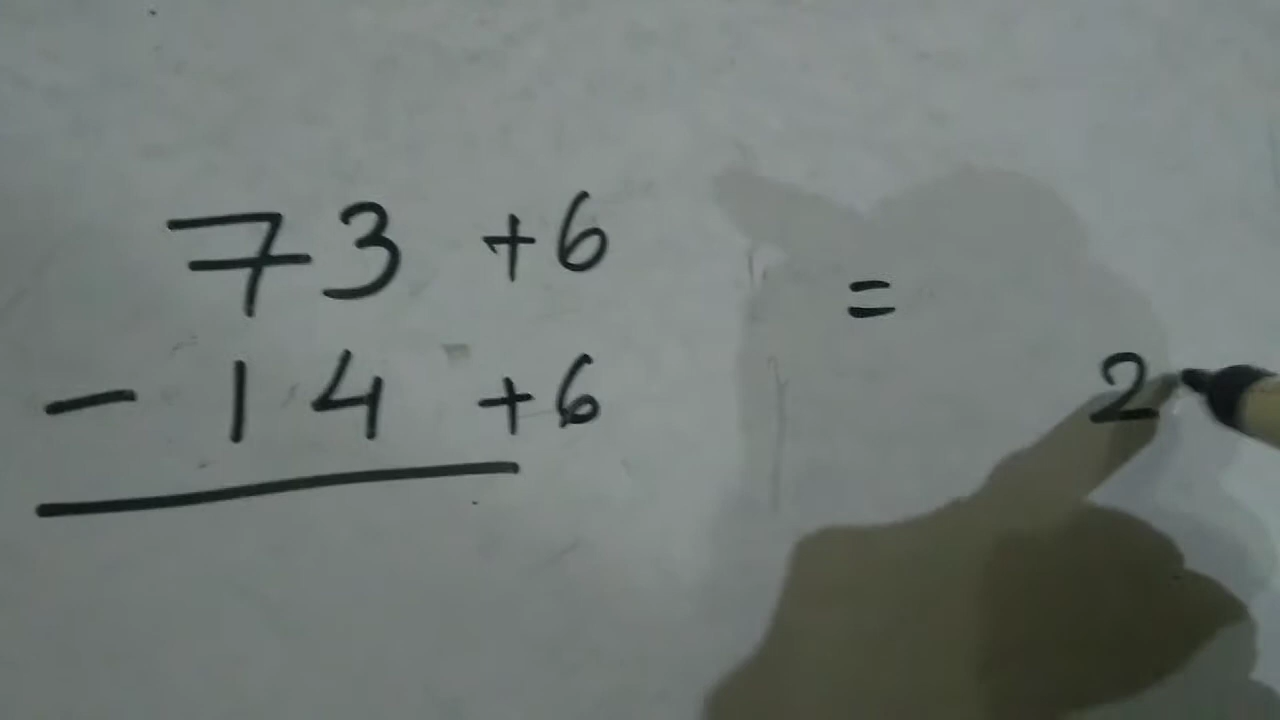 73 +6
=
- 14 +6
2